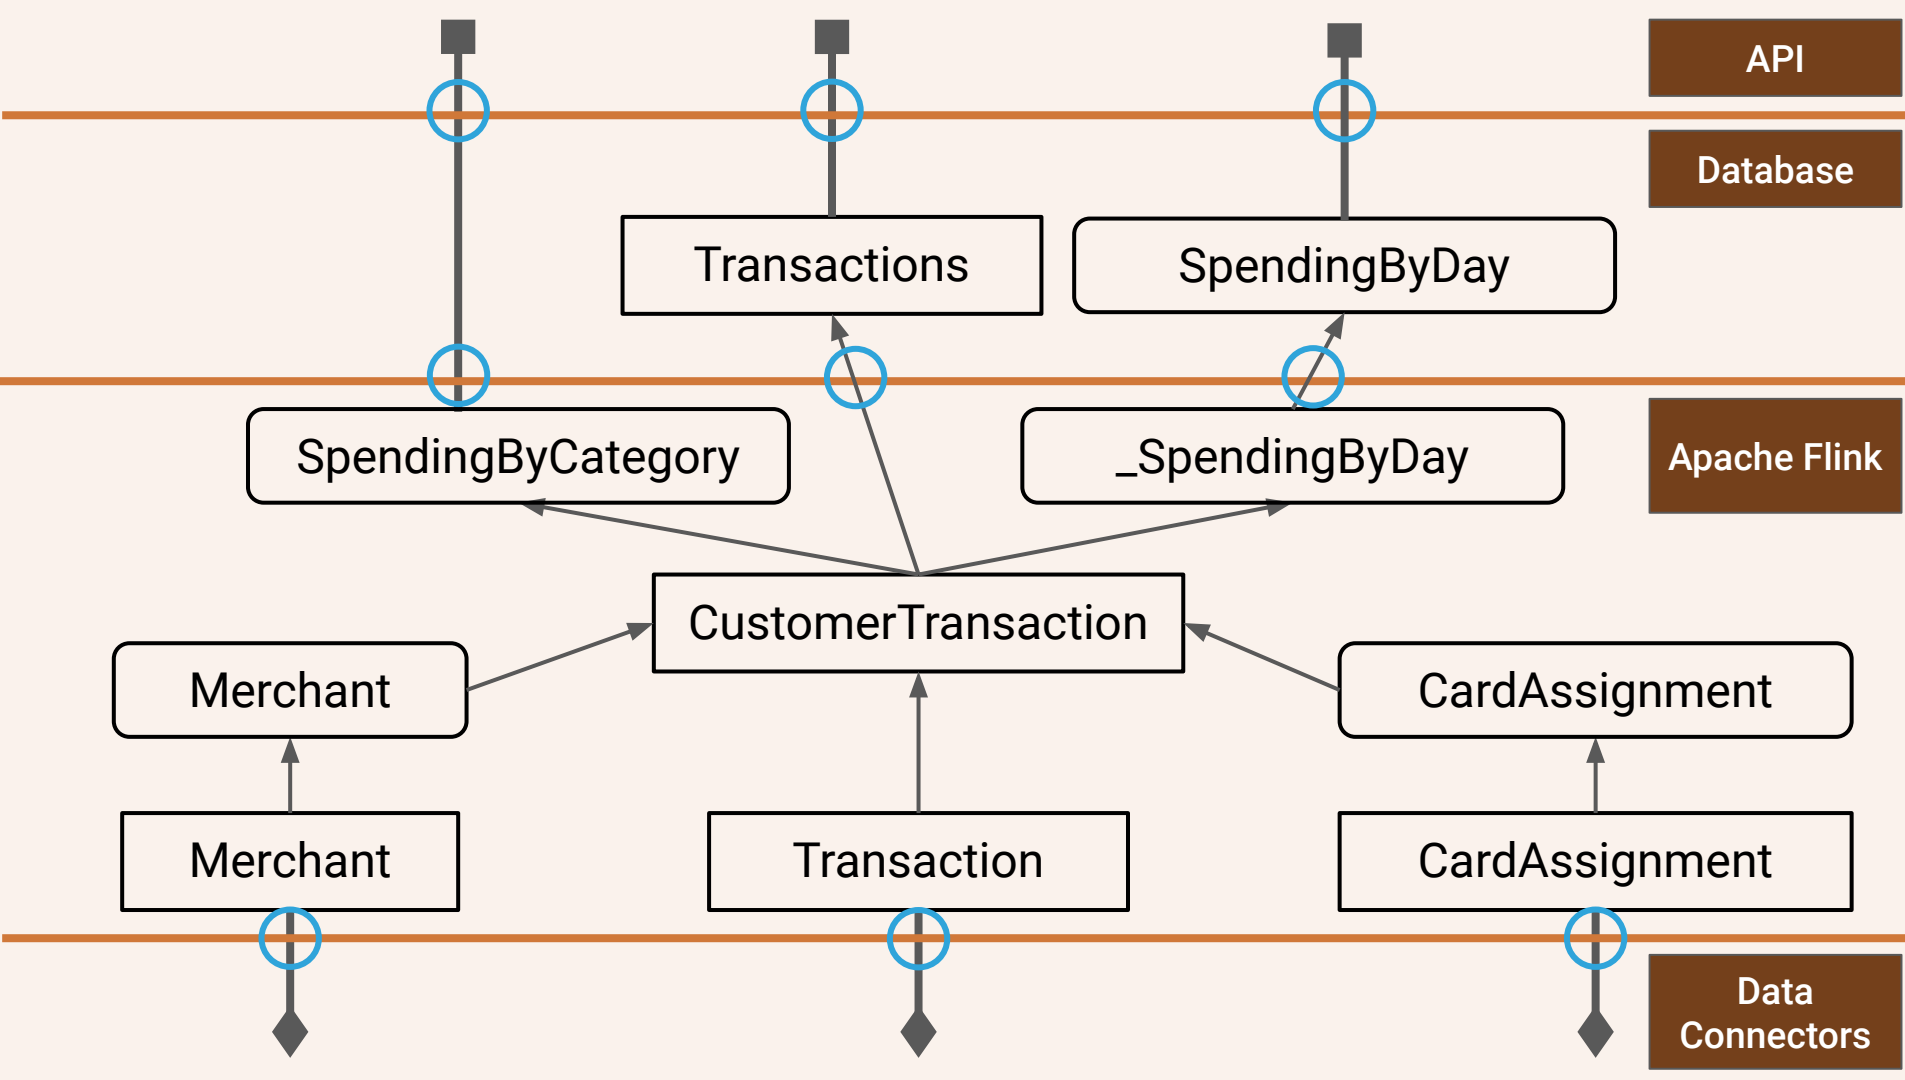 API
Database
Transactions
SpendingByDay
SpendingByCategory
_SpendingByDay
Apache Flink
CustomerTransaction
Merchant
CardAssignment
Merchant
Transaction
CardAssignment
Data
Connectors